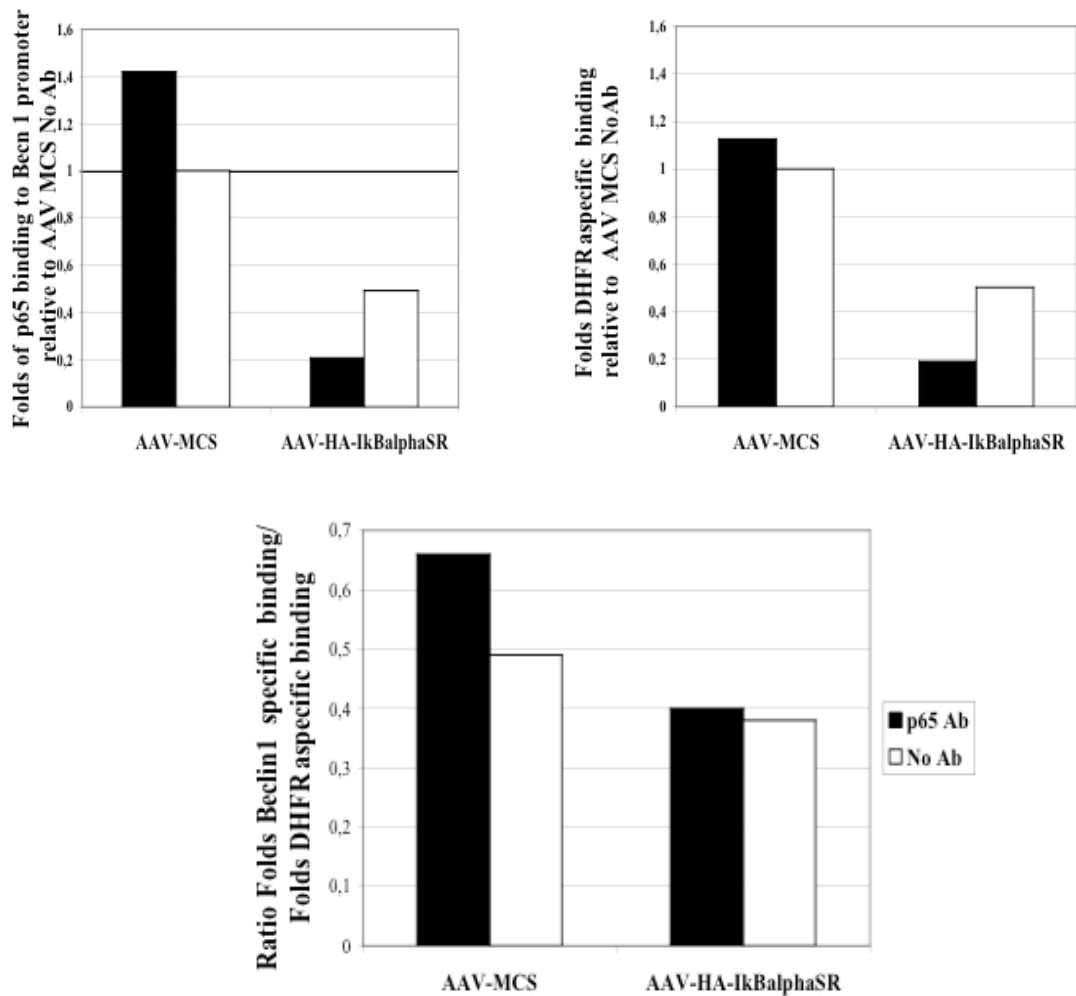 Folds of p65 binding to Becn 1 promoter
relative to AAV MCS No Ab
1,6
1,4
1,2
1
0,8
0,6
0,4
0,2
0
AAV-MCS
AAV-HA-IkBalphaSR
Folds DHFR aspecific binding
relative to AAV MCS No Ab
1,6
1,4
1,2
1
0,8
0,6
0,4
0,2
0
AAV-MCS
AAV-HA-IkBalphaSR
Ratio Folds Beclin1 specific binding/
Folds DHFR aspecific binding
0,7
0,6
0,5
0,4
0,3
0,2
0,1
0
AAV-MCS
AAV-HA-IkBalphaSR
p65 Ab
No Ab